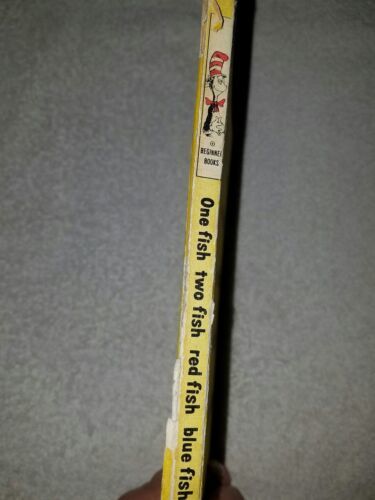 BEGINNER
BOOKS
One fish two fish red fish blue fish